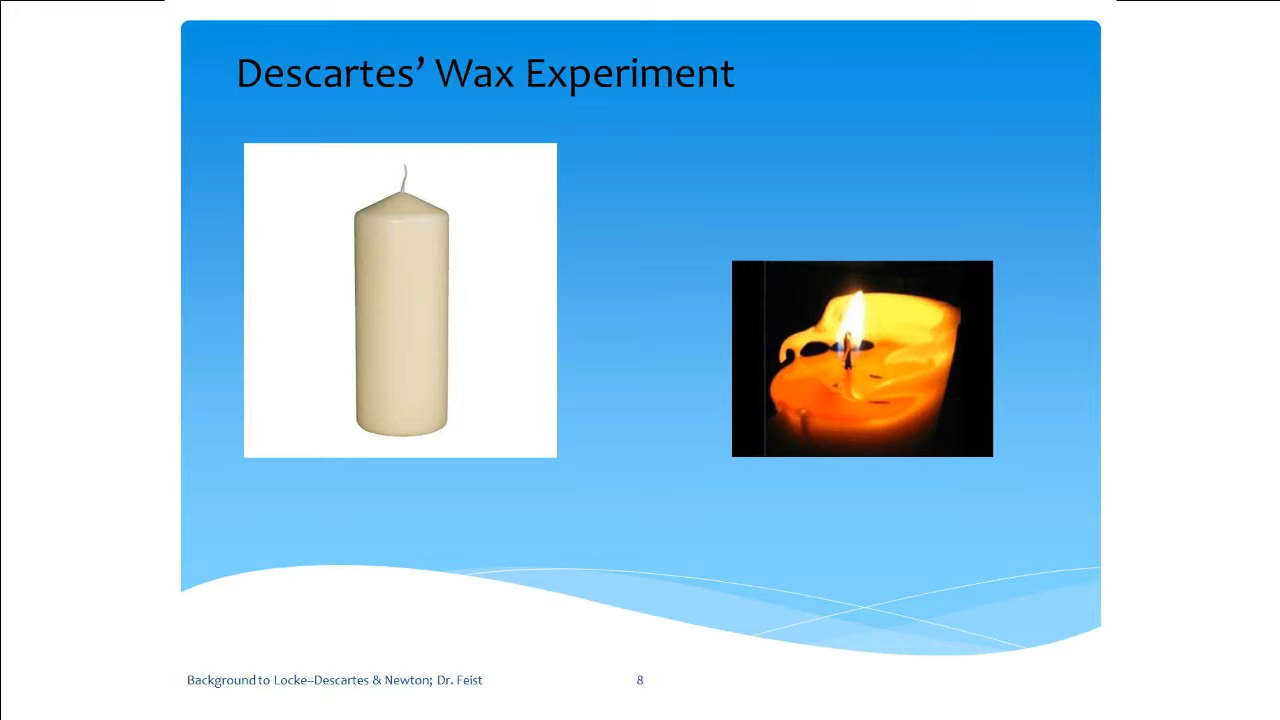 Descartes’ Wax Experiment
Background to Locke--Descartes & Newton; Dr. Feist
8